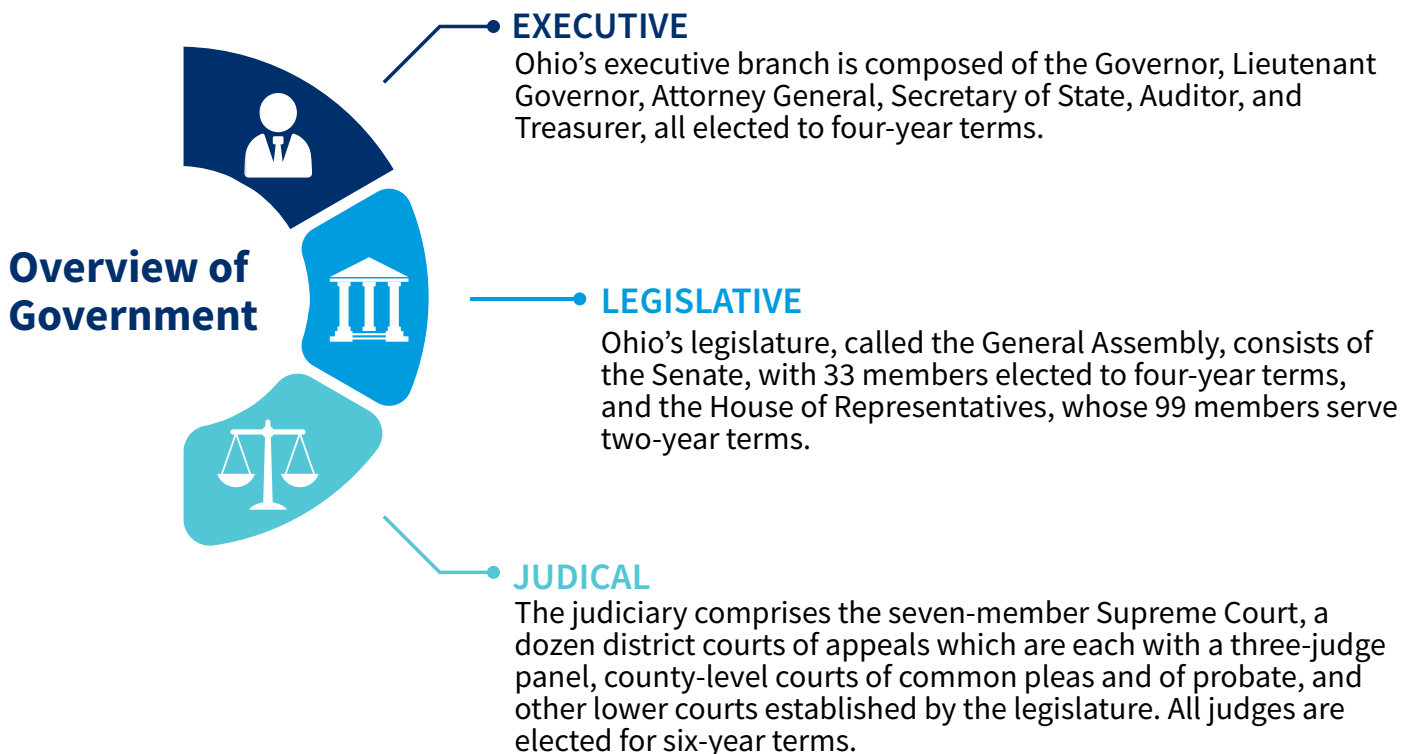 Overview of
Government
EXECUTIVE
Ohio’s executive branch is composed of the Governor, Lieutenant
Governor, Attorney General, Secretary of State, Auditor, and
Treasurer, all elected to four-year terms.
LEGISLATIVE
Ohio’s legislature, called the General Assembly, consists of
the Senate, with 33 members elected to four-year terms,
and the House of Representatives, whose 99 members serve
two-year terms.
JUDICAL
The judiciary comprises the seven-member Supreme Court, a
dozen district courts of appeals which are each with a three-judge
panel, county-level courts of common pleas and of probate, and
other lower courts established by the legislature. All judges are
elected for six-year terms.